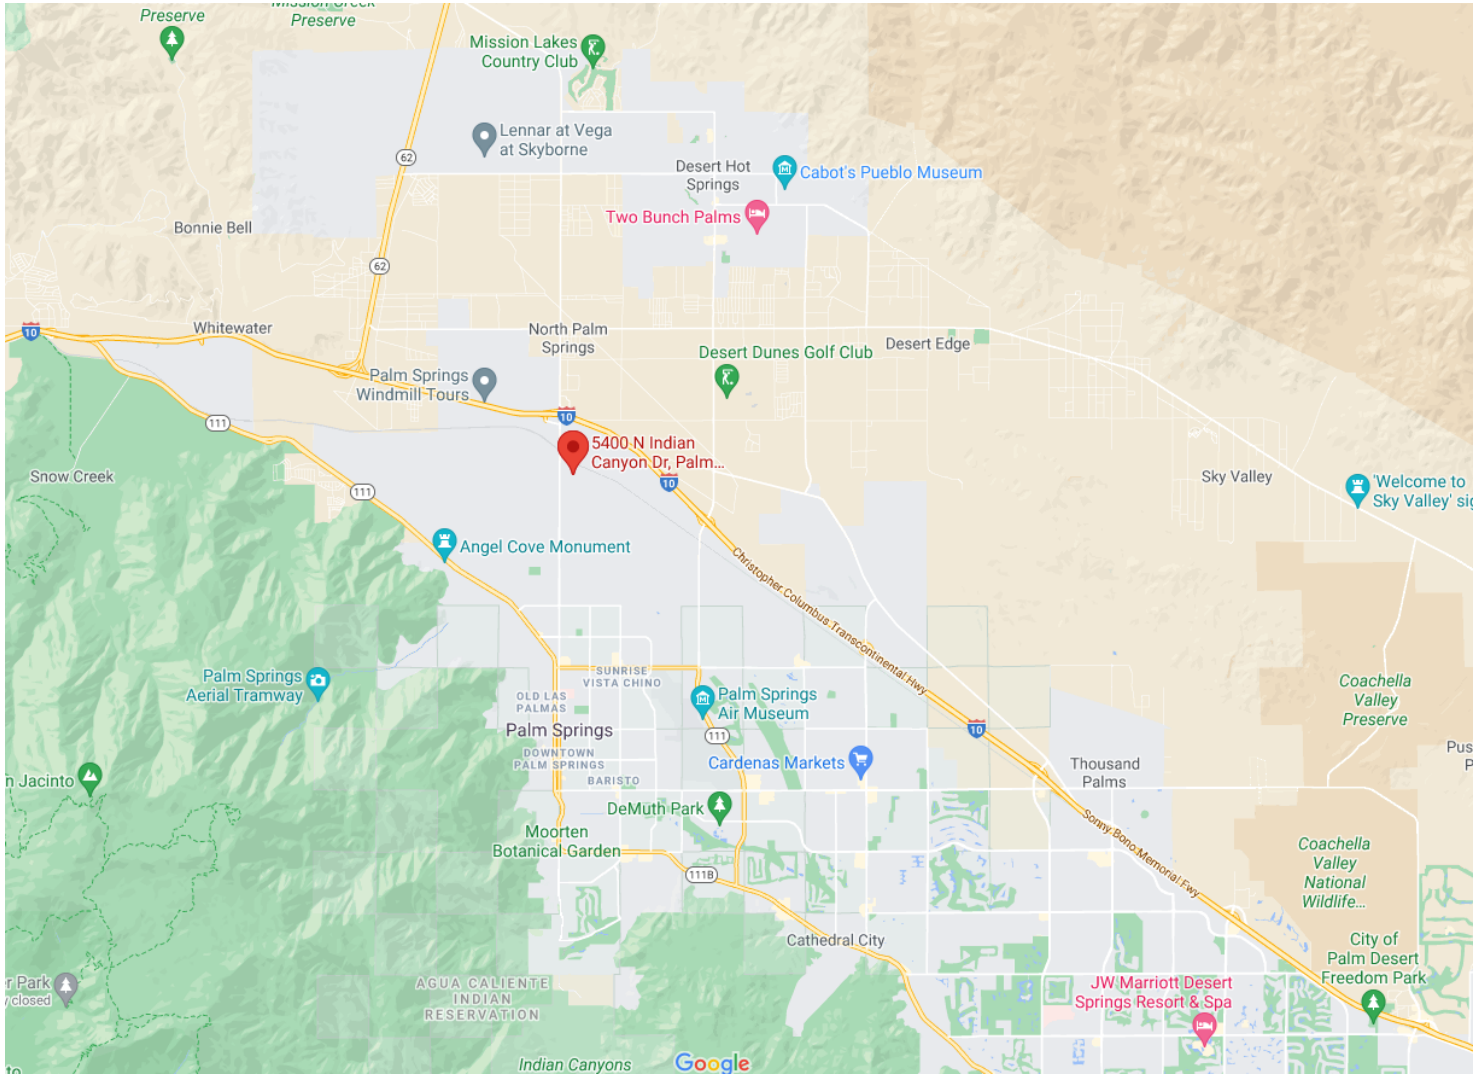 Mission Creek
Preserve
Preserve
Mission Lakes
Country Club
Lennar at Vega
at Skyborne
62
Desert Hot
Springs
Cabot's Pueblo Museum
Two Bunch Palms
Bonnie Bell
62
10
Whitewater
North Palm
Springs
Desert Edge
Desert Dunes Golf Club
Palm Springs
Windmill Tours
10
111
5400 N Indian
Canyon Dr, Palm...
10
Snow Creek
111
Sky Valley
'Welcome to
Sky Valley' sig
Angel Cove Monument
Christopher Columbus Transcontinental Hwy
Palm Springs
Aerial Tramway
SUNRISE
VISTA CHINO
OLD LAS
PALMAS
Palm Springs
Air Museum
Coachella
Valley
Preserve
Palm Springs
111
10
DOWNTOWN
PALM SPRINGS
BARISTO
Cardenas Markets
Thousand
Palms
Pus
P
n Jacinto
DeMuth Park
Sonny Bono Memorial Fwy
Moorten
Botanical Garden
111B
Coachella
Valley
National
Wildlife...
Cathedral City
City of
Palm Desert
Freedom Park
r Park
y closed
AGUA CALIENTE
INDIAN
RESERVATION
JW Marriott Desert
Springs Resort & Spa
Indian Canyons
Google
to